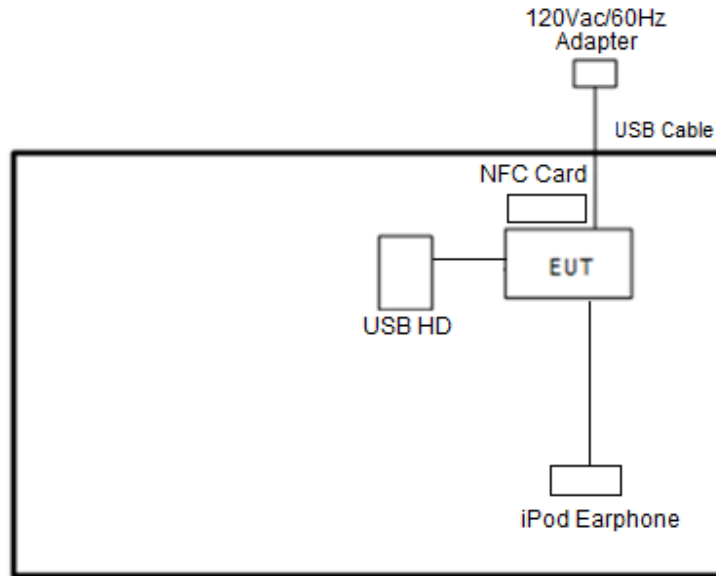 120Vac/60Hz
Adapter
USB Cable
NFC Card
EUT
USB HD
iPod Earphone